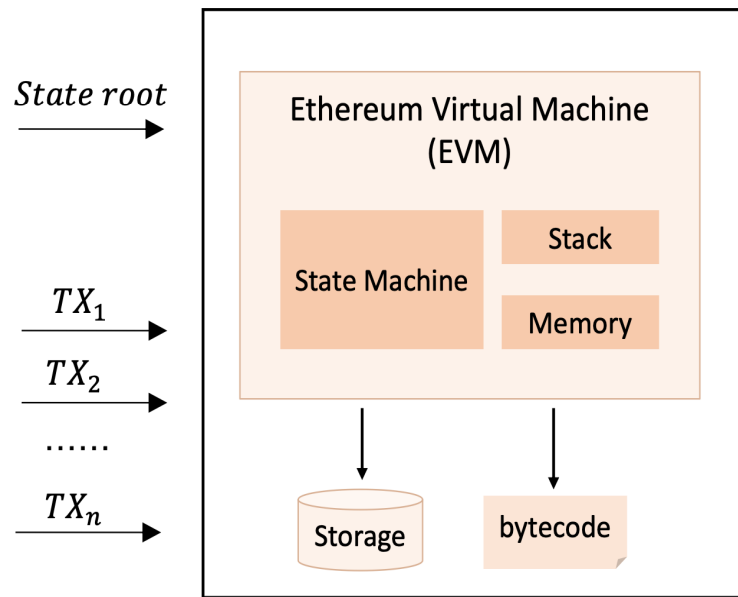 State root
Ethereum Virtual Machine
(EVM)
Stack
State Machine
Memory
TX₁
TX₂
......
TXₙ
Storage
bytecode